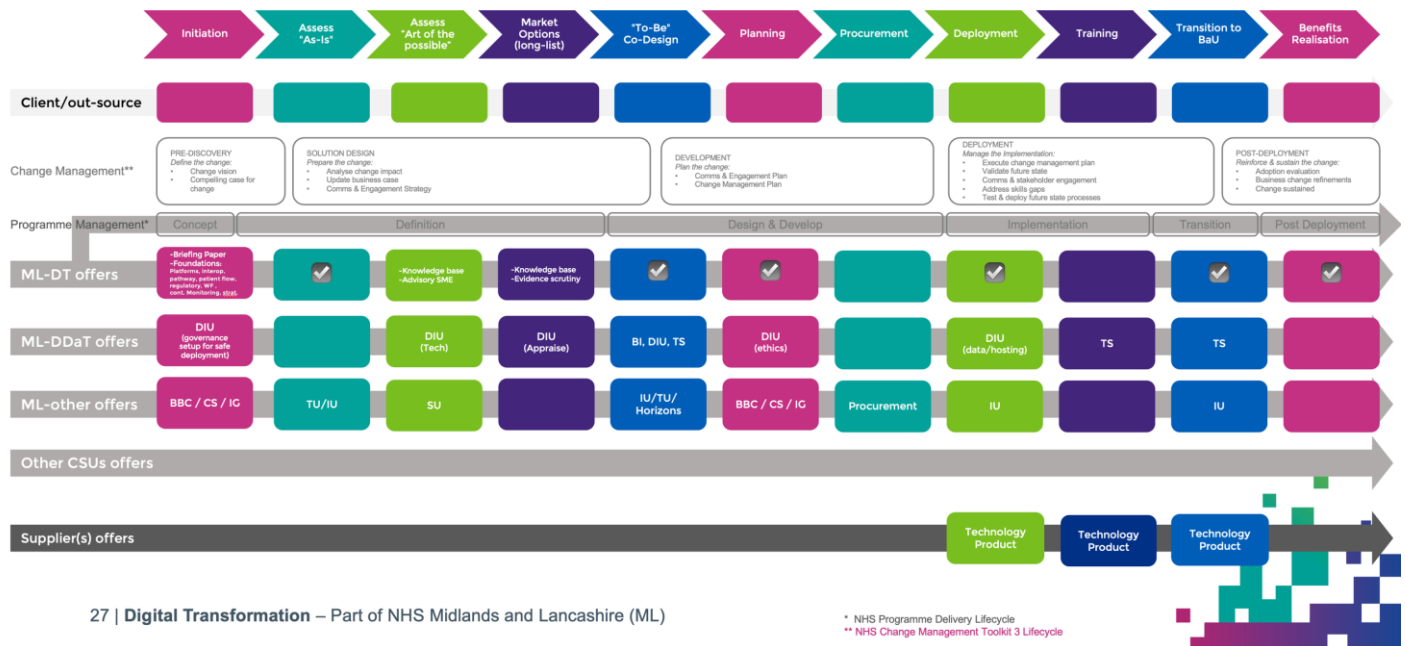 Initiation
Assess
"As-Is"
Assess
"Art of the
possible"
Market
Options
(long-list)
"To-Be"
Co-Design
Planning
Procurement
Deployment
Training
Transition to
BaU
Benefits
Realisation
Client/out-source
Change Management**
PRE-DISCOVERY
Define the change:
• Change vision
• Compelling case for
change
SOLUTION DESIGN
Prepare the change:
• Analyse change impact
• Update business case
• Comms & Engagement Strategy
DEVELOPMENT
Plan the change:
• Comms & Engagement Plan
• Change Management Plan
DEPLOYMENT
Manage the Implementation:
• Execute change management plan
• Validate future state
• Comms & stakeholder engagement
• Address skills gaps
• Test & deploy future state processes
POST-DEPLOYMENT
Reinforce & sustain the change:
• Adoption evaluation
• Business change refinements
• Change sustained
Programme Management*
Concept
Definition
Design & Develop
Implementation
Transition
Post Deployment
ML-DT offers
-Briefing Paper
-Foundations:
Platforms, interop,
pathway, patient flow,
regulatory, WF,
cont. Monitoring, strat.
-Knowledge base
-Advisory SME
-Knowledge base
-Evidence scrutiny
ML-DDaT offers
DIU
(governance
setup for safe
deployment)
DIU
(Tech)
DIU
(Appraise)
BI, DIU, TS
DIU
(ethics)
DIU
(data/hosting)
TS
TS
ML-other offers
BBC / CS / IG
TU/IU
SU
IU/TU/
Horizons
BBC / CS / IG
Procurement
IU
IU
Other CSUs offers
Supplier(s) offers
Technology
Product
Technology
Product
Technology
Product
27 | Digital Transformation – Part of NHS Midlands and Lancashire (ML)
* NHS Programme Delivery Lifecycle
** NHS Change Management Toolkit 3 Lifecycle